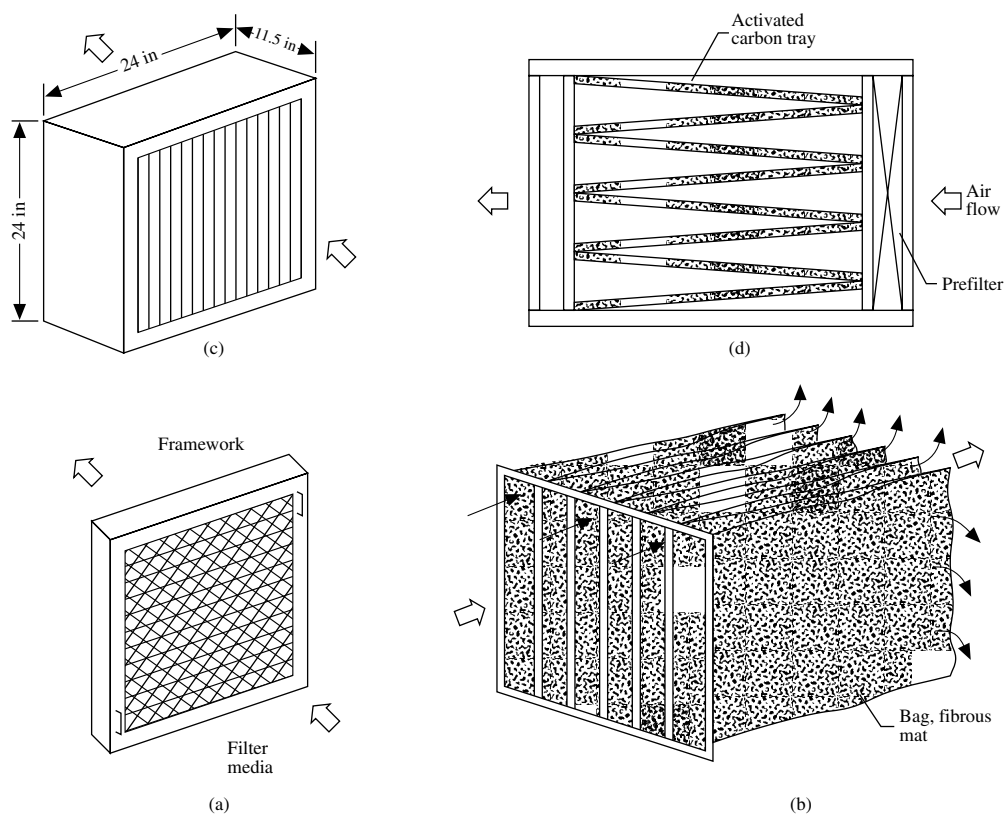 24 in
11.5 in
24 in
(c)
Activated
carbon tray
Air
flow
Prefilter
(d)
Framework
Filter
media
(a)
Bag, fibrous
mat
(b)